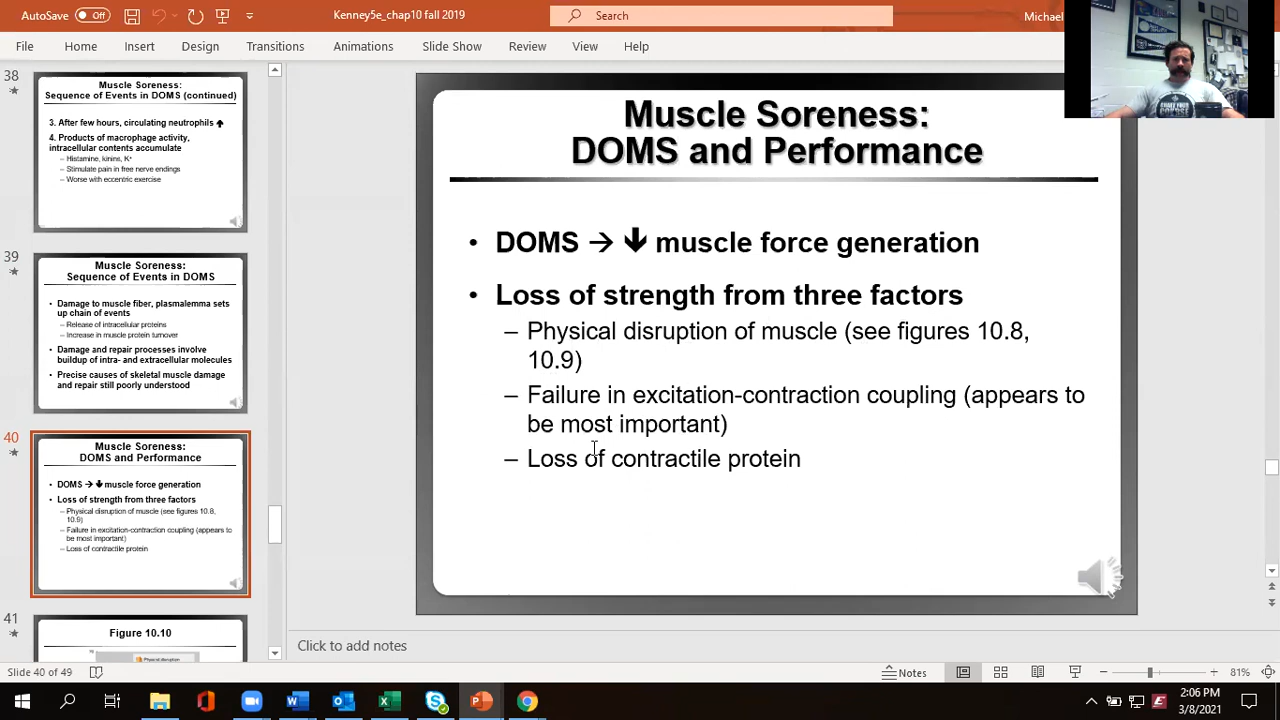 AutoSave Off
Kenney5e_chap10 fall 2019
Search
Michael
File Home Insert Design Transitions Animations Slide Show Review View Help
38
Muscle Soreness:
Sequence of Events in DOMS (continued)
3. After few hours, circulating neutrophils 🡹
4. Products of macrophage activity,
intracellular contents accumulate
– Histamine, kinins, K⁺
– Stimulate pain in free nerve endings
– Worse with eccentric exercise
39
Muscle Soreness:
Sequence of Events in DOMS
• Damage to muscle fiber, plasmalemma sets
up chain of events
– Release of intracellular proteins
– Increase in muscle protein turnover
• Damage and repair processes involve
buildup of intra- and extracellular molecules
• Precise causes of skeletal muscle damage
and repair still poorly understood
40
Muscle Soreness:
DOMS and Performance
• DOMS → 🡻 muscle force generation
• Loss of strength from three factors
– Physical disruption of muscle (see figures 10.8,
10.9)
– Failure in excitation-contraction coupling (appears to
be most important)
– Loss of contractile protein
41
Figure 10.10
Physical disruption
Muscle Soreness:
DOMS and Performance
• DOMS → 🡻 muscle force generation
• Loss of strength from three factors
– Physical disruption of muscle (see figures 10.8,
10.9)
– Failure in excitation-contraction coupling (appears to
be most important)
– Loss of contractile protein
Click to add notes
Slide 40 of 49
Notes
81%
2:06 PM
3/8/2021